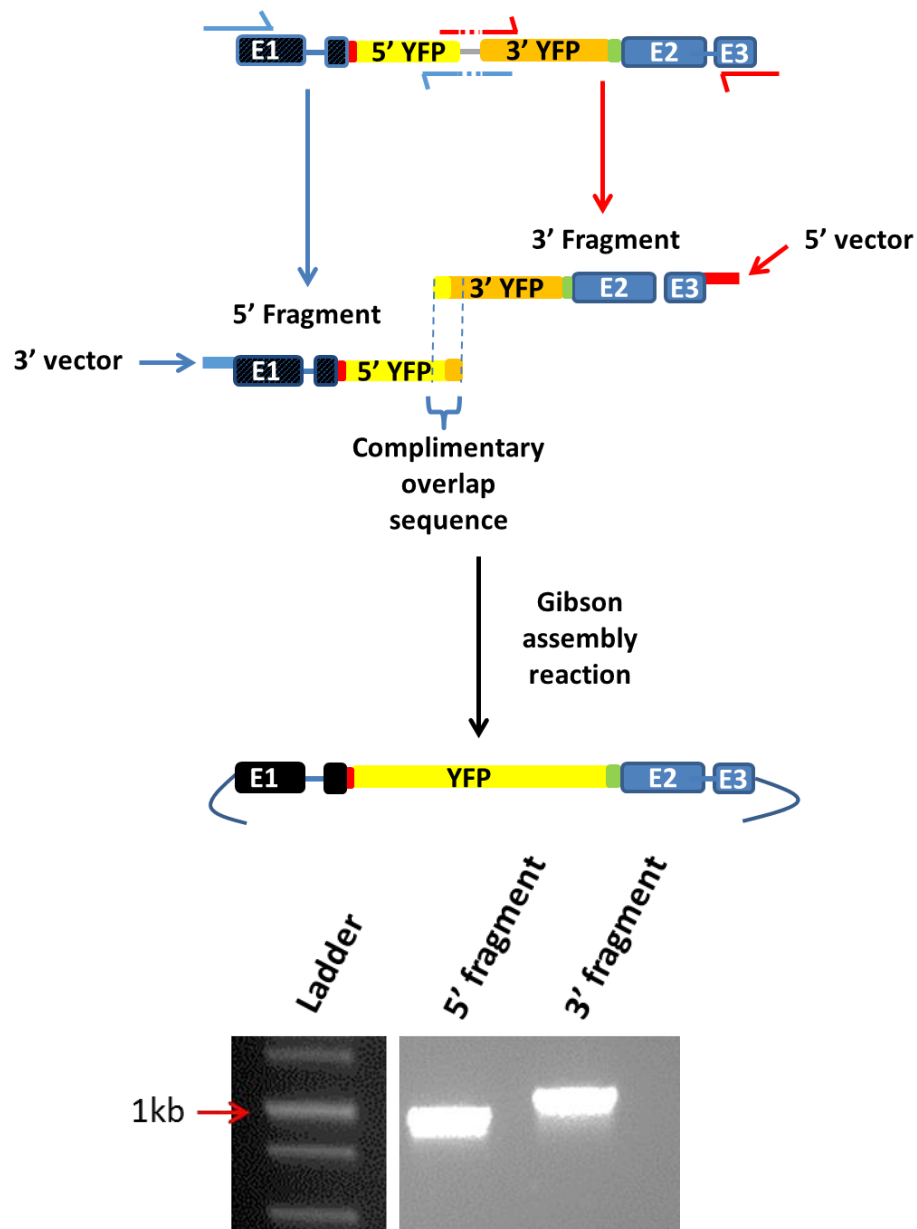 E1 5’ YFP 3’ YFP E2 E3
3’ Fragment
5’ vector
3’ YFP E2 E3
5’ Fragment
3’ vector
E1 5’ YFP
Complimentary
overlap
sequence
Gibson
assembly
reaction
E1 YFP E2 E3
Ladder
5’ fragment
3’ fragment
1kb